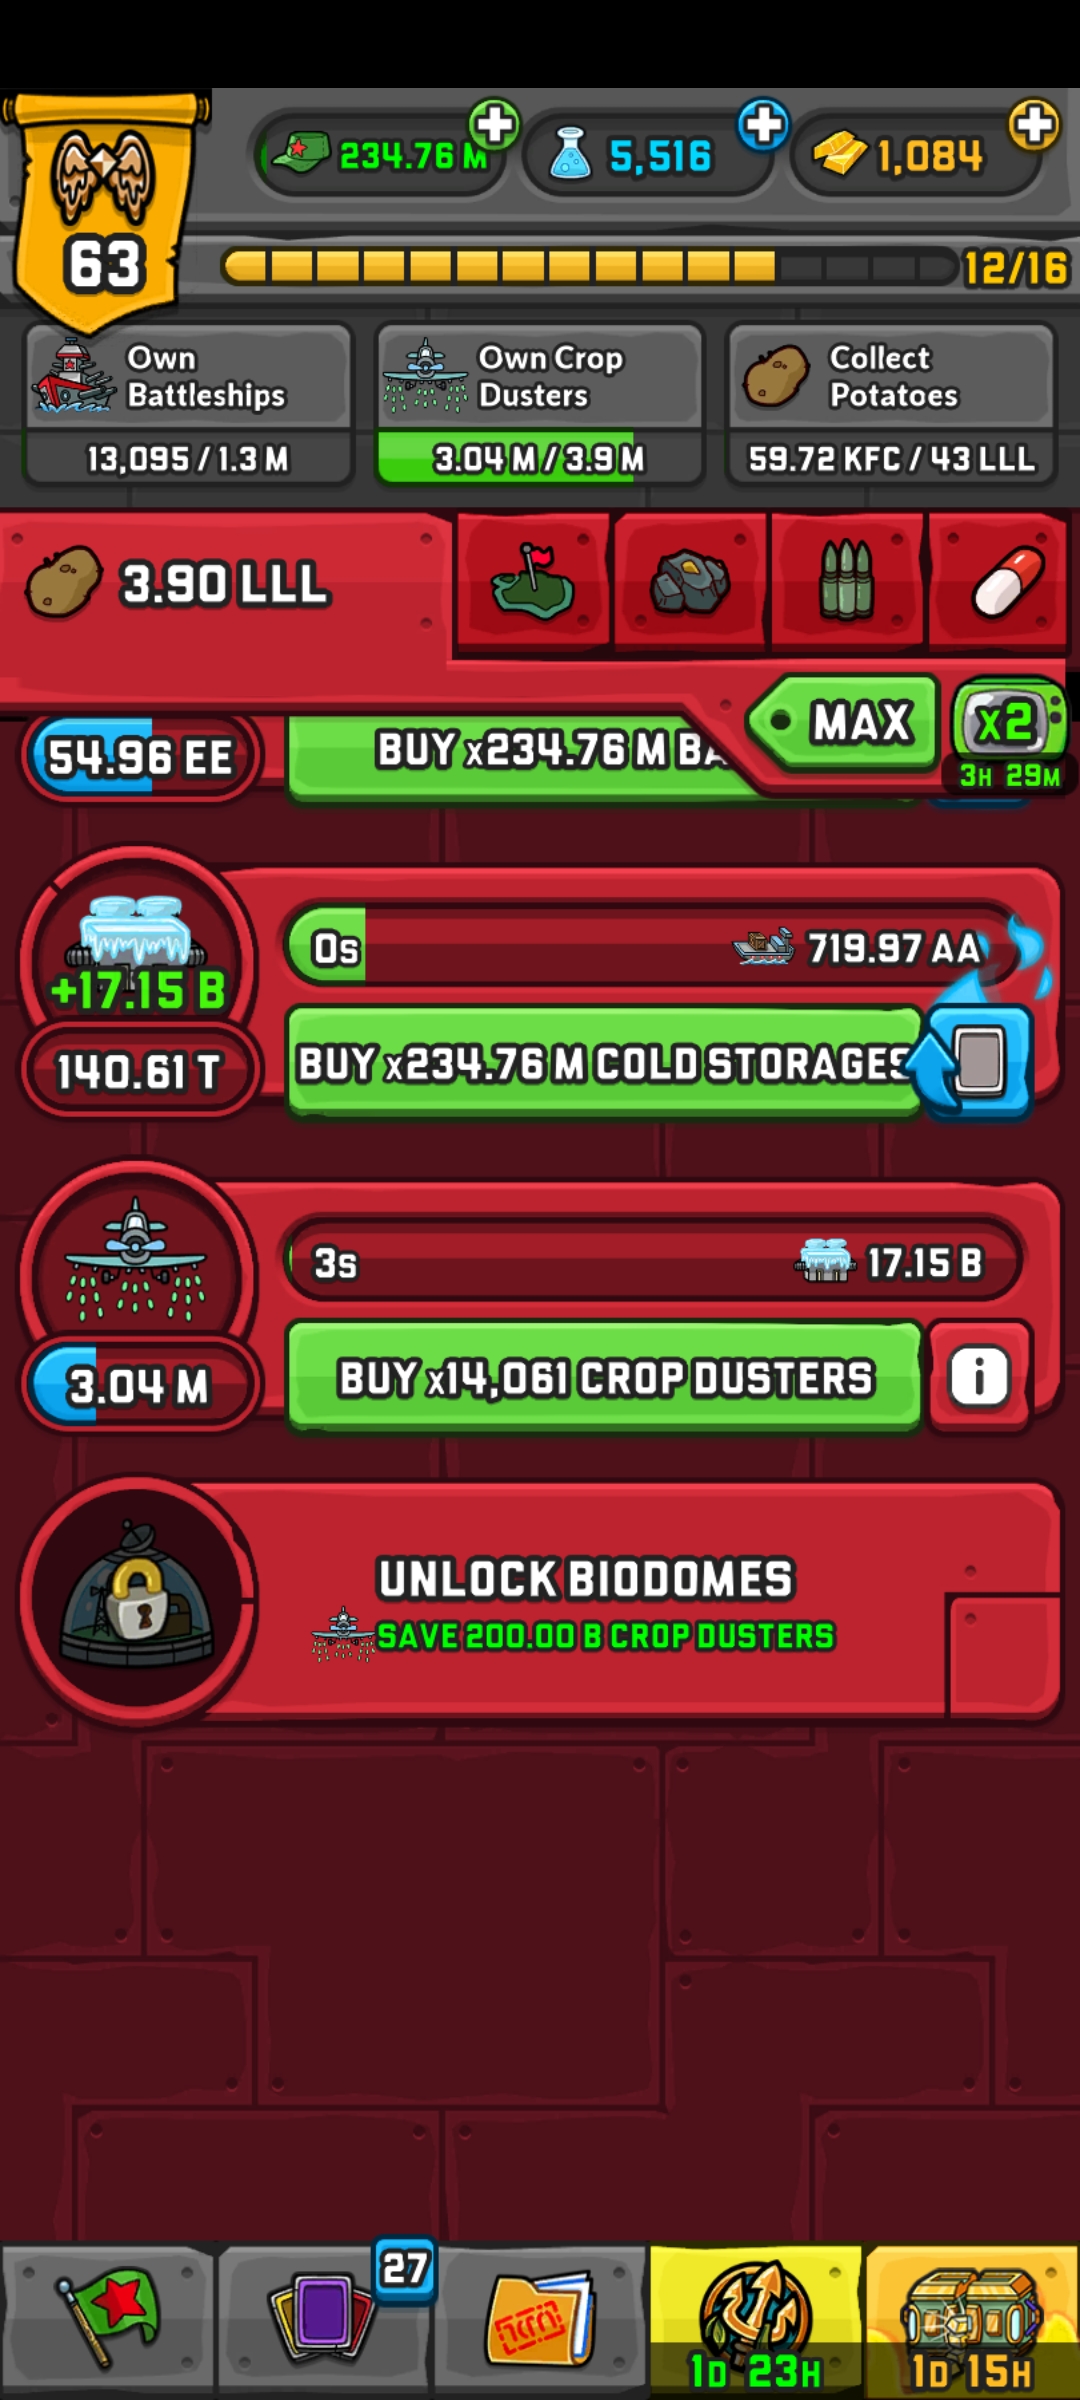 234.76 M
5,516
1,084
63
12/16
Own
Battleships
13,095 / 1.3 M
Own Crop
Dusters
3.04 M / 3.9 M
Collect
Potatoes
59.72 KFC / 43 LLL
3.90 LLL
MAX
x2
3H 29M
54.96 EE
BUY x234.76 M BA
0s
719.97 AA
+17.15 B
140.61 T
BUY x234.76 M COLD STORAGES
3s
17.15 B
3.04 M
BUY x14,061 CROP DUSTERS
i
UNLOCK BIODOMES
SAVE 200.00 B CROP DUSTERS
27
1D 23H
1D 15H